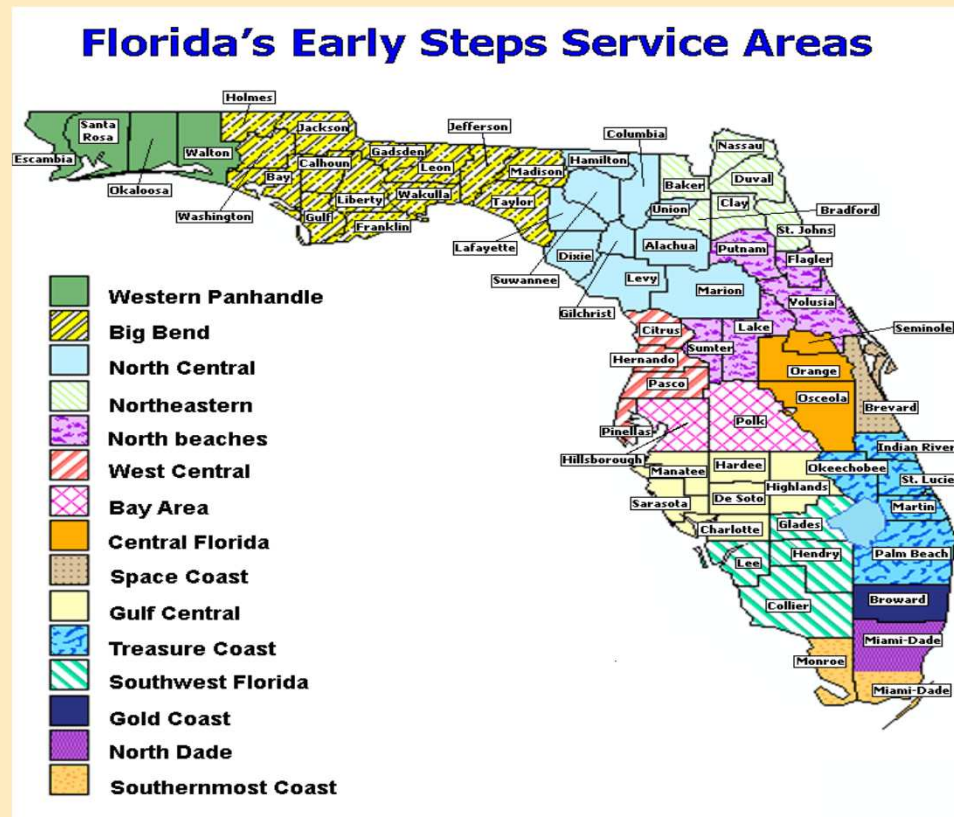 Florida's Early Steps Service Areas
Holmes
Jackson
Jefferson
Columbia
Nassau
Santa
Rosa
Gadsden
Hamilton
Escambia
Walton
Calhoun
Leon
Madison
Baker
Duval
Okaloosa
Bay
Liberty
Wakulla
Taylor
Union
Clay
Bradford
Washington
Gulf
Franklin
Lafayette
Alachua
Putnam
St. Johns
Dixie
Flagler
Suwannee
Levy
Marion
Gilchrist
Volusia
Citrus
Lake
Seminole
Sumter
Hernando
Orange
Pasco
Osceola
Brevard
Pinellas
Polk
Indian River
Hillsborough
Manatee
Hardee
Okeechobee
St. Lucie
Highlands
Sarasota
De Soto
Martin
Charlotte
Glades
Lee
Hendry
Palm Beach
Collier
Broward
Monroe
Miami-Dade
Miami-Dade
Western Panhandle
Big Bend
North Central
Northeastern
North beaches
West Central
Bay Area
Central Florida
Space Coast
Gulf Central
Treasure Coast
Southwest Florida
Gold Coast
North Dade
Southernmost Coast